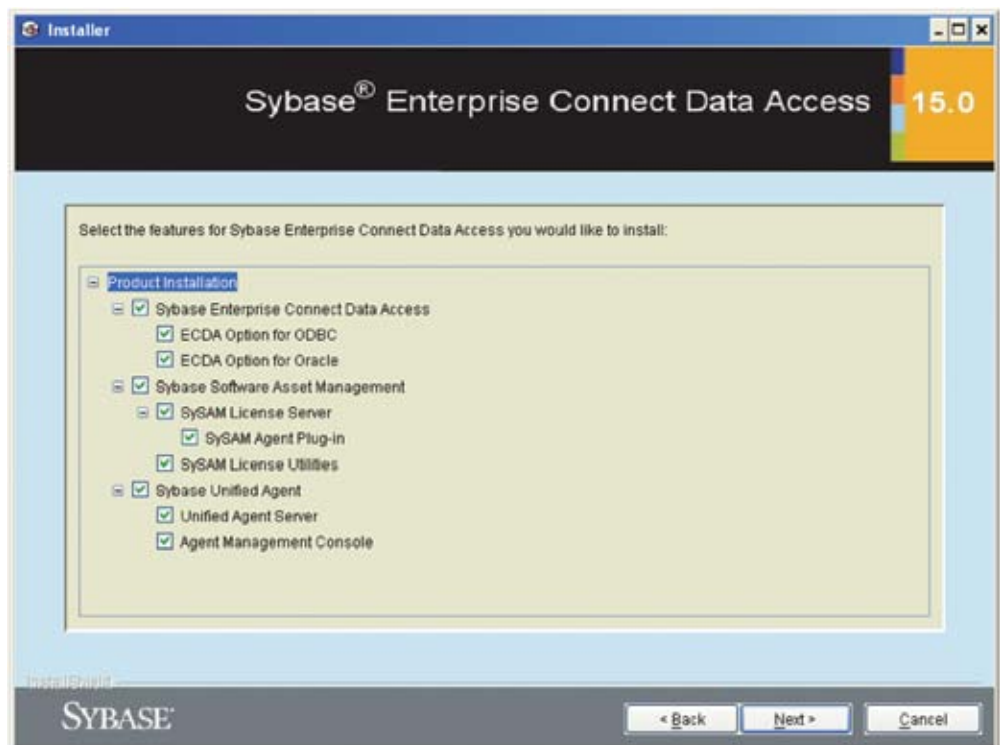 Installer
Sybase® Enterprise Connect Data Access
15.0
Select the features for Sybase Enterprise Connect Data Access you would like to install:
Product Installation
Sybase Enterprise Connect Data Access
ECDA Option for ODBC
ECDA Option for Oracle
Sybase Software Asset Management
SySAM License Server
SySAM Agent Plug-in
SySAM License Utilities
Sybase Unified Agent
Unified Agent Server
Agent Management Console
InstallShield
SYBASE
< Back
Next >
Cancel